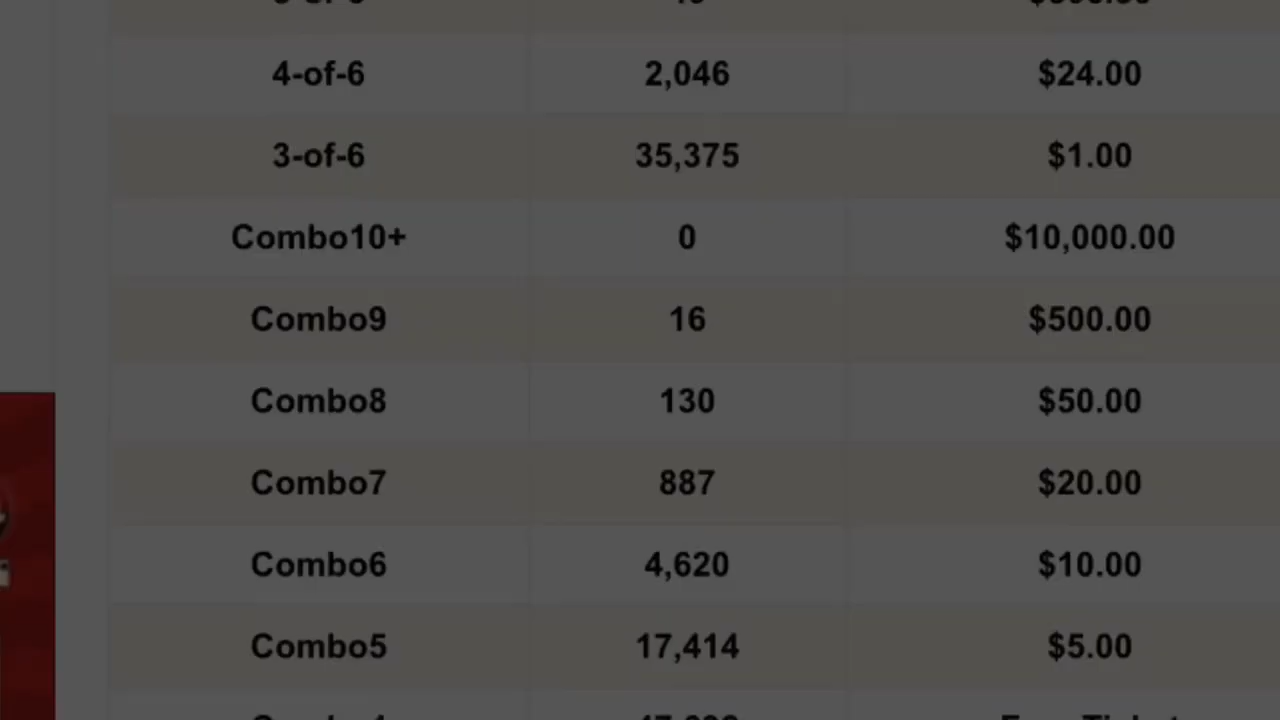 4-of-6 2,046 $24.00
3-of-6 35,375 $1.00
Combo10+ 0 $10,000.00
Combo9 16 $500.00
Combo8 130 $50.00
Combo7 887 $20.00
Combo6 4,620 $10.00
Combo5 17,414 $5.00